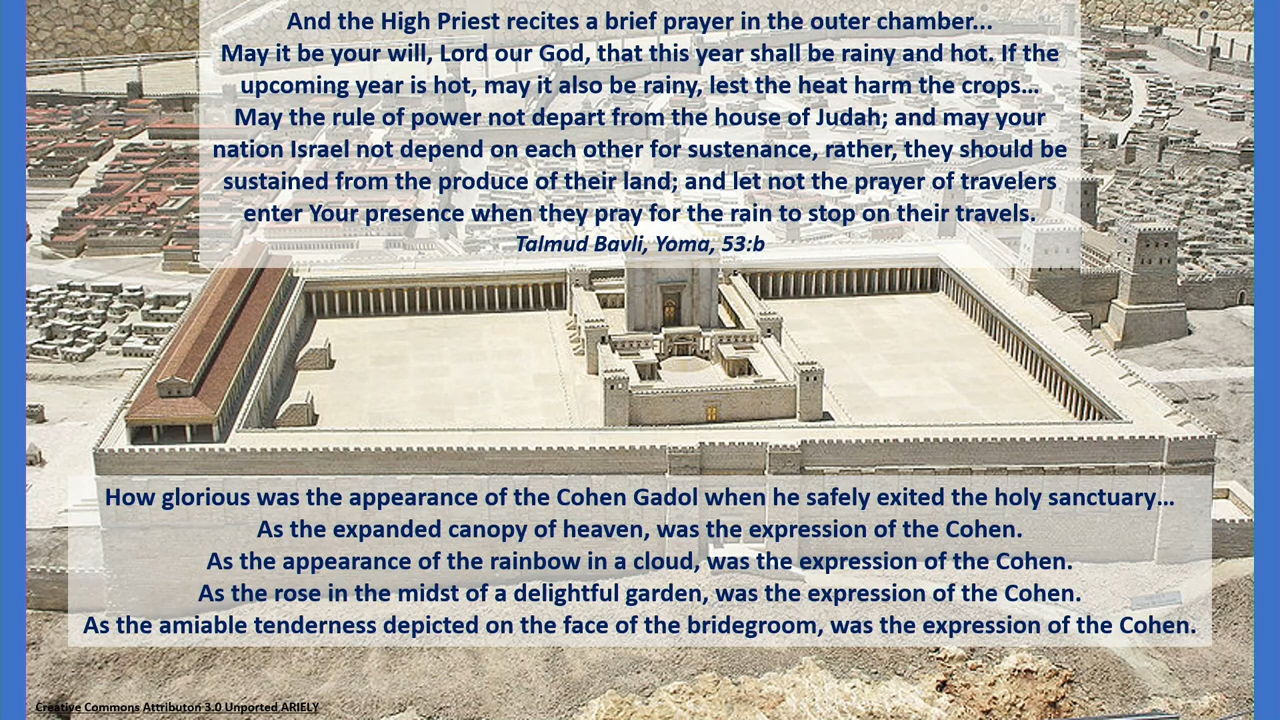 And the High Priest recites a brief prayer in the outer chamber...
May it be your will, Lord our God, that this year shall be rainy and hot. If the
upcoming year is hot, may it also be rainy, lest the heat harm the crops...
May the rule of power not depart from the house of Judah; and may your
nation Israel not depend on each other for sustenance, rather, they should be
sustained from the produce of their land; and let not the prayer of travelers
enter Your presence when they pray for the rain to stop on their travels.
Talmud Bavli, Yoma, 53:b
How glorious was the appearance of the Cohen Gadol when he safely exited the holy sanctuary...
As the expanded canopy of heaven, was the expression of the Cohen.
As the appearance of the rainbow in a cloud, was the expression of the Cohen.
As the rose in the midst of a delightful garden, was the expression of the Cohen.
As the amiable tenderness depicted on the face of the bridegroom, was the expression of the Cohen.
Creative Commons Attributon 3.0 Unported ARIELY